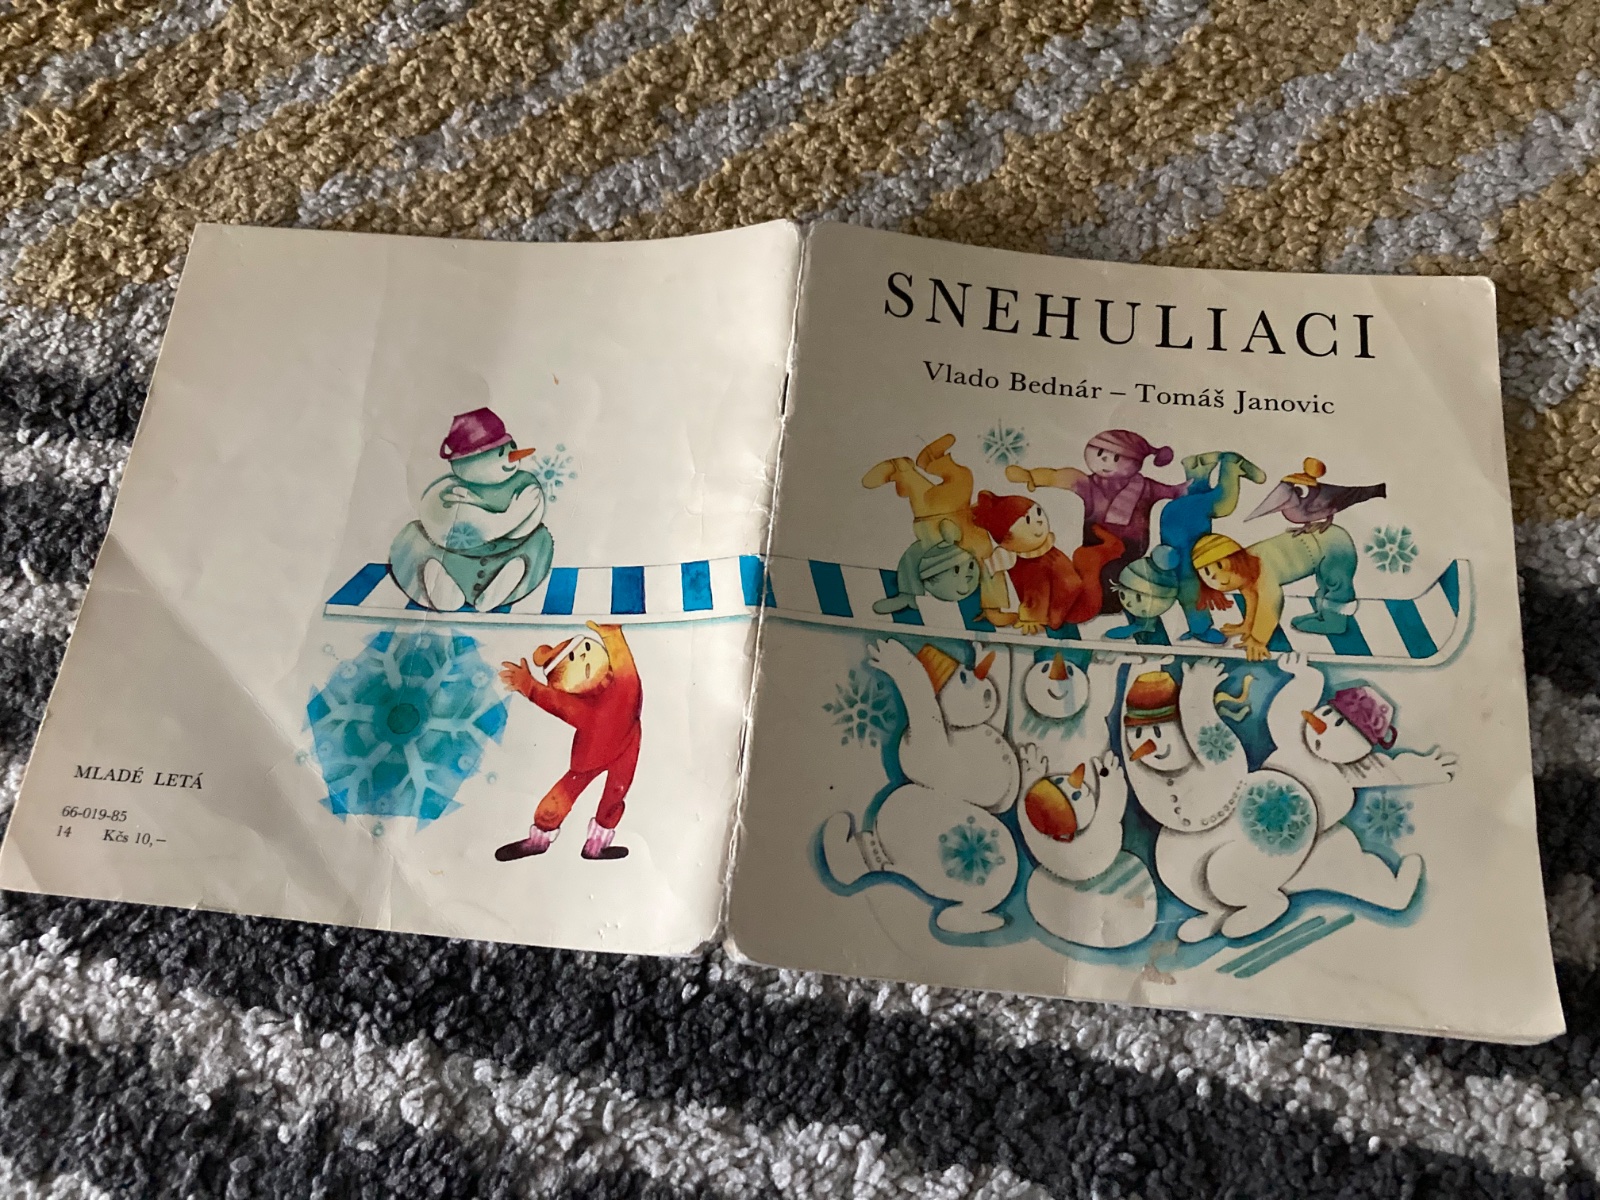 SNEHULIACI
Vlado Bednár – Tomáš Janovic
MLADÉ LETÁ
66-019-85
14 Kčs 10,—